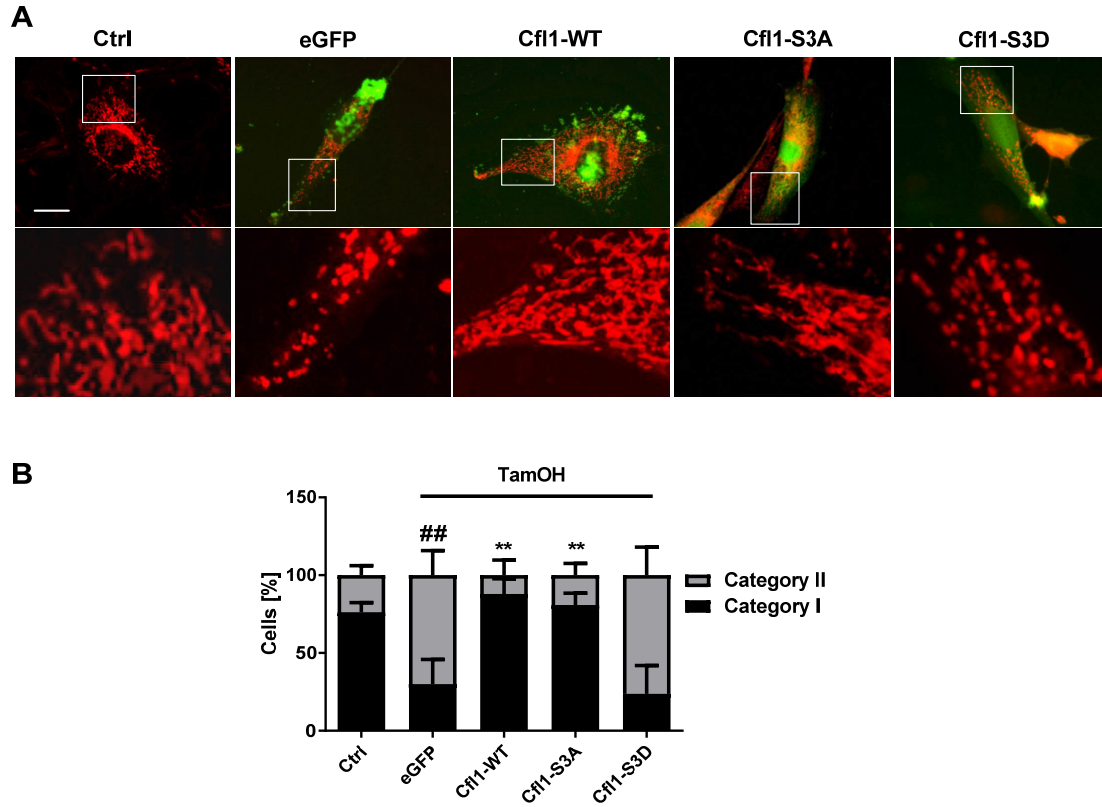 A
Ctrl eGFP Cfl1-WT Cfl1-S3A Cfl1-S3D
B
TamOH
150
100
50
0
Cells [%]
##
**
**
Category II
Category I
Ctrl
eGFP
Cfl1-WT
Cfl1-S3A
Cfl1-S3D